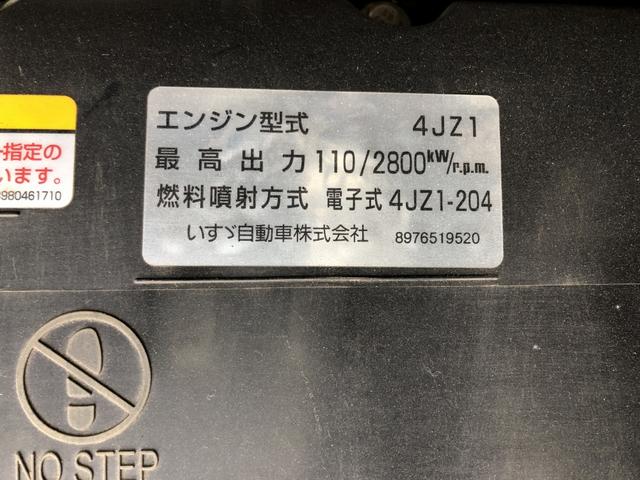 エンジン型式 4JZ1
最高出力 110/2800kW/r.p.m.
燃料噴射方式 電子式 4JZ1-204
いすゞ自動車株式会社 8976519520
指定の
います。
8980461710
NO STEP